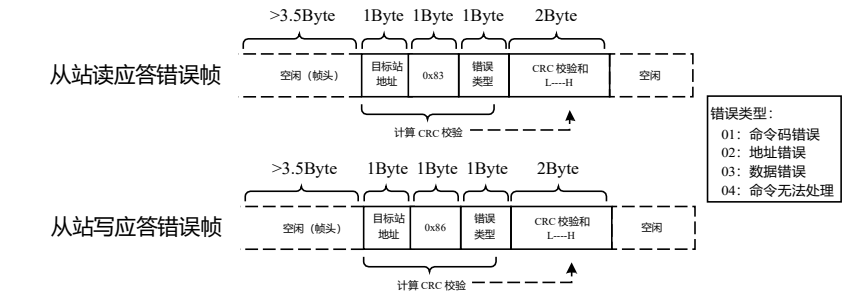 >3.5Byte 1Byte 1Byte 1Byte 2Byte
从站读应答错误帧
空闲（帧头）
目标站
地址
0x83
错误
类型
CRC 校验和
L----H
空闲
计算 CRC 校验
错误类型：
01：命令码错误
02：地址错误
03：数据错误
04：命令无法处理
>3.5Byte 1Byte 1Byte 1Byte 2Byte
从站写应答错误帧
空闲（帧头）
目标站
地址
0x86
错误
类型
CRC 校验和
L----H
空闲
计算 CRC 校验